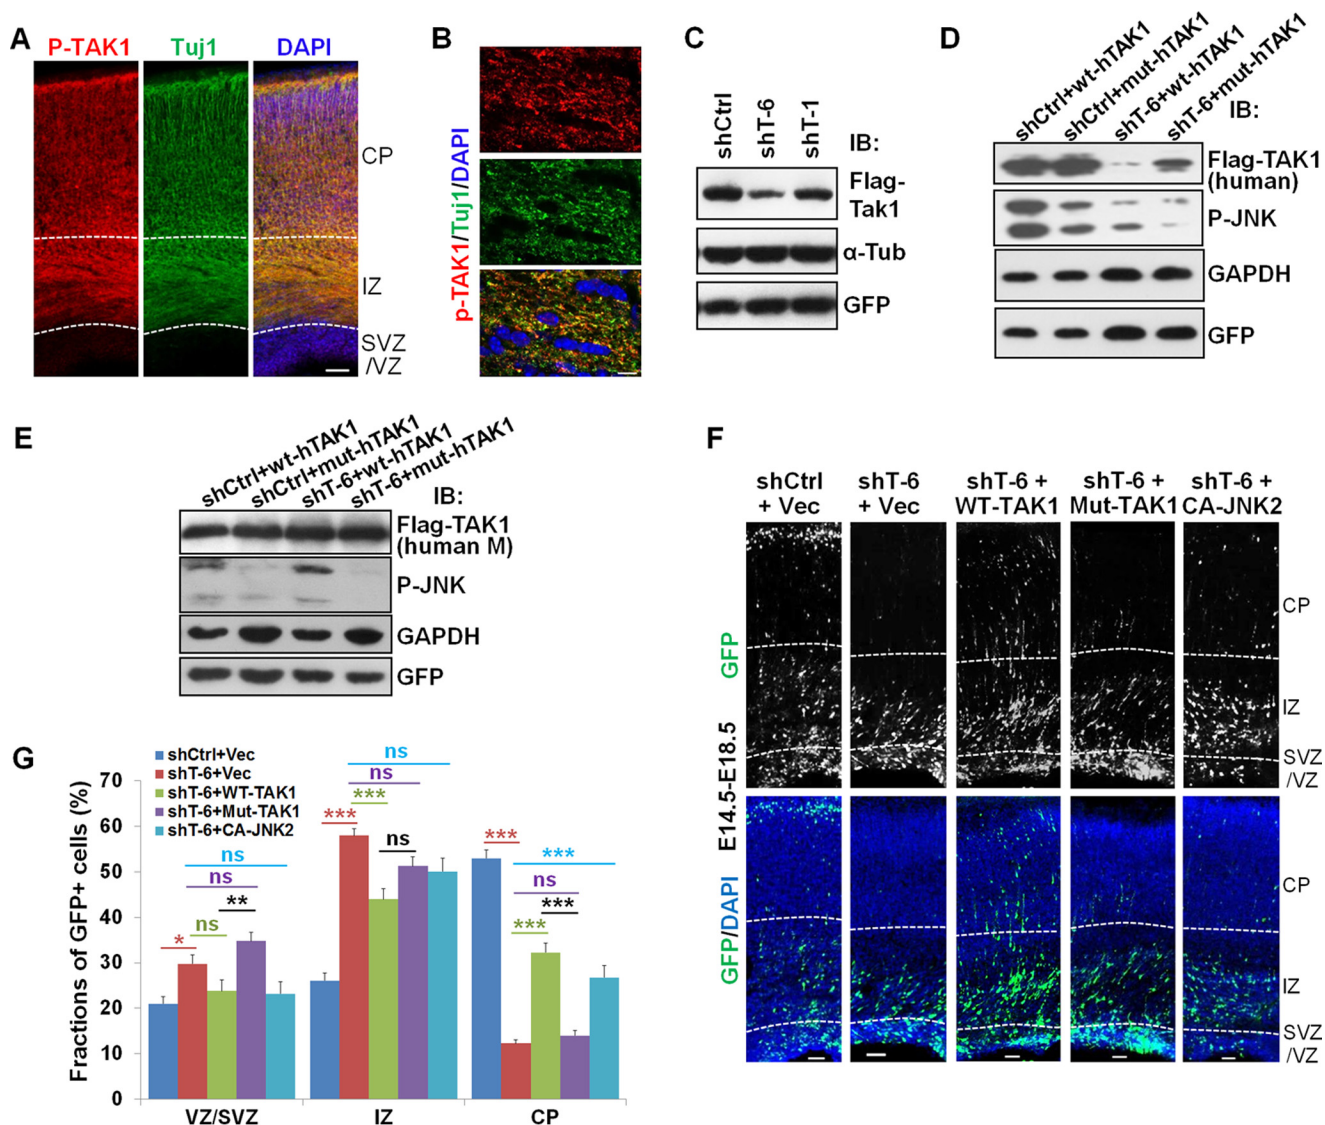 A
P-TAK1 Tuj1 DAPI
CP
IZ
SVZ
/VZ
B
p-TAK1/Tuj1/DAPI
C
shCtrl shT-6 shT-1
IB:
Flag-
Tak1
α-Tub
GFP
D
shCtrl+wt-hTAK1
shCtrl+mut-hTAK1
shT-6+wt-hTAK1
shT-6+mut-hTAK1
IB:
Flag-TAK1
(human)
P-JNK
GAPDH
GFP
E
shCtrl+wt-hTAK1
shCtrl+mut-hTAK1
shT-6+wt-hTAK1
shT-6+mut-hTAK1
IB:
Flag-TAK1
(human M)
P-JNK
GAPDH
GFP
F
shCtrl + Vec
shT-6 + Vec
shT-6 + WT-TAK1
shT-6 + Mut-TAK1
shT-6 + CA-JNK2
GFP
E14.5-E18.5
GFP/DAPI
CP
IZ
SVZ
/VZ
CP
IZ
SVZ
/VZ
G
shCtrl+Vec
shT-6+Vec
shT-6+WT-TAK1
shT-6+Mut-TAK1
shT-6+CA-JNK2
Fractions of GFP+ cells (%)
70
60
50
40
30
20
10
0
ns
ns
ns
**
*
ns
ns
***
***
ns
***
***
ns
***
***
VZ/SVZ IZ CP